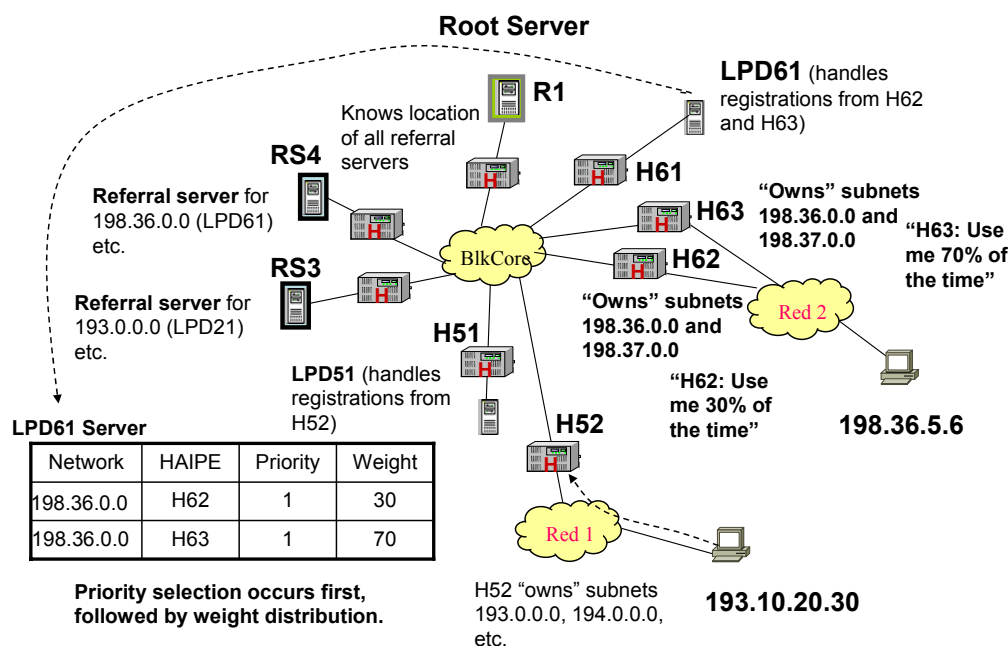 Root Server
LPD61 (handles
registrations from H62
and H63)
R1
Knows location
of all referral
servers
RS4
H
H
H61
Referral server for
198.36.0.0 (LPD61)
etc.
H
H
H63
“Owns” subnets
198.36.0.0 and
198.37.0.0
“H63: Use
me 70% of
the time”
BlkCore
H
H62
RS3
H
Referral server for
193.0.0.0 (LPD21)
etc.
“Owns” subnets
198.36.0.0 and
198.37.0.0
Red 2
H51
H
LPD51 (handles
registrations from
H52)
“H62: Use
me 30% of
the time”
198.36.5.6
H52
H
LPD61 Server
Network HAIPE Priority Weight
198.36.0.0 H62 1 30
198.36.0.0 H63 1 70
Red 1
Priority selection occurs first,
followed by weight distribution.
H52 “owns” subnets
193.0.0.0, 194.0.0.0,
etc.
193.10.20.30